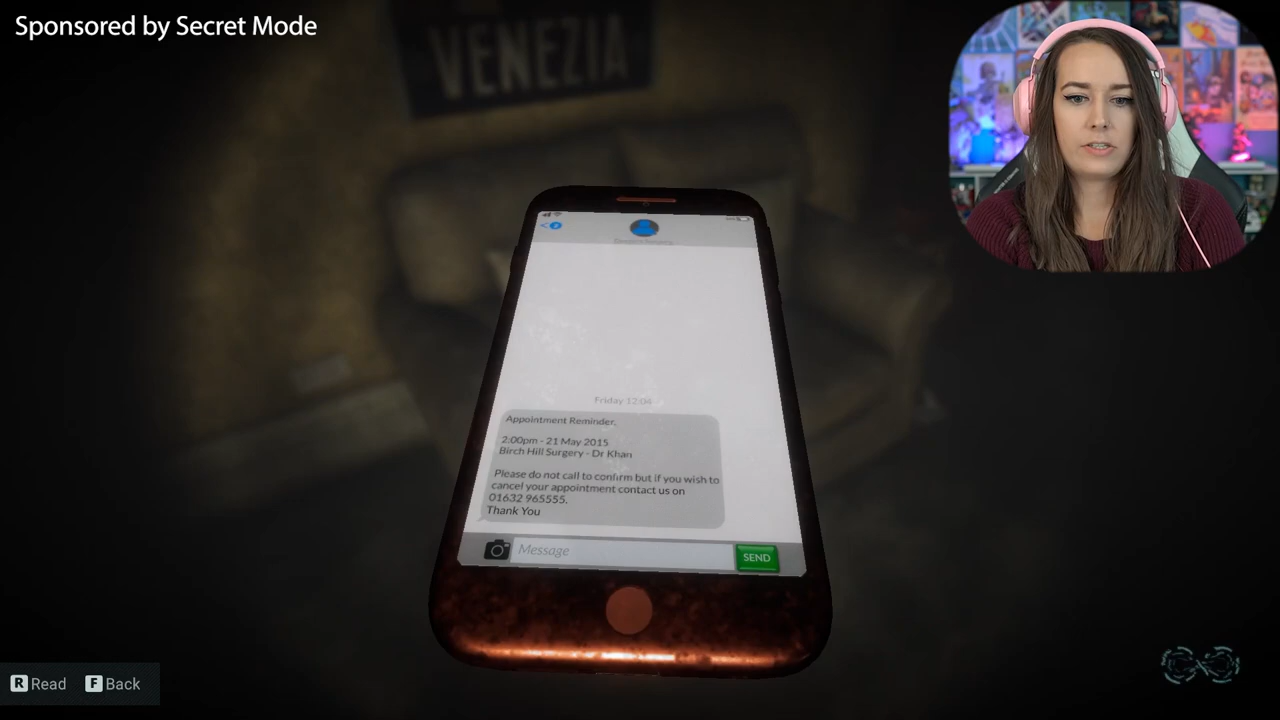 Sponsored by Secret Mode
VENEZIA
Friday 12:04
Appointment Reminder,
2:00pm - 21 May 2015
Birch Hill Surgery - Dr Khan
Please do not call to confirm but if you wish to
cancel your appointment contact us on
01632 965555.
Thank You
Message
SEND
R Read F Back